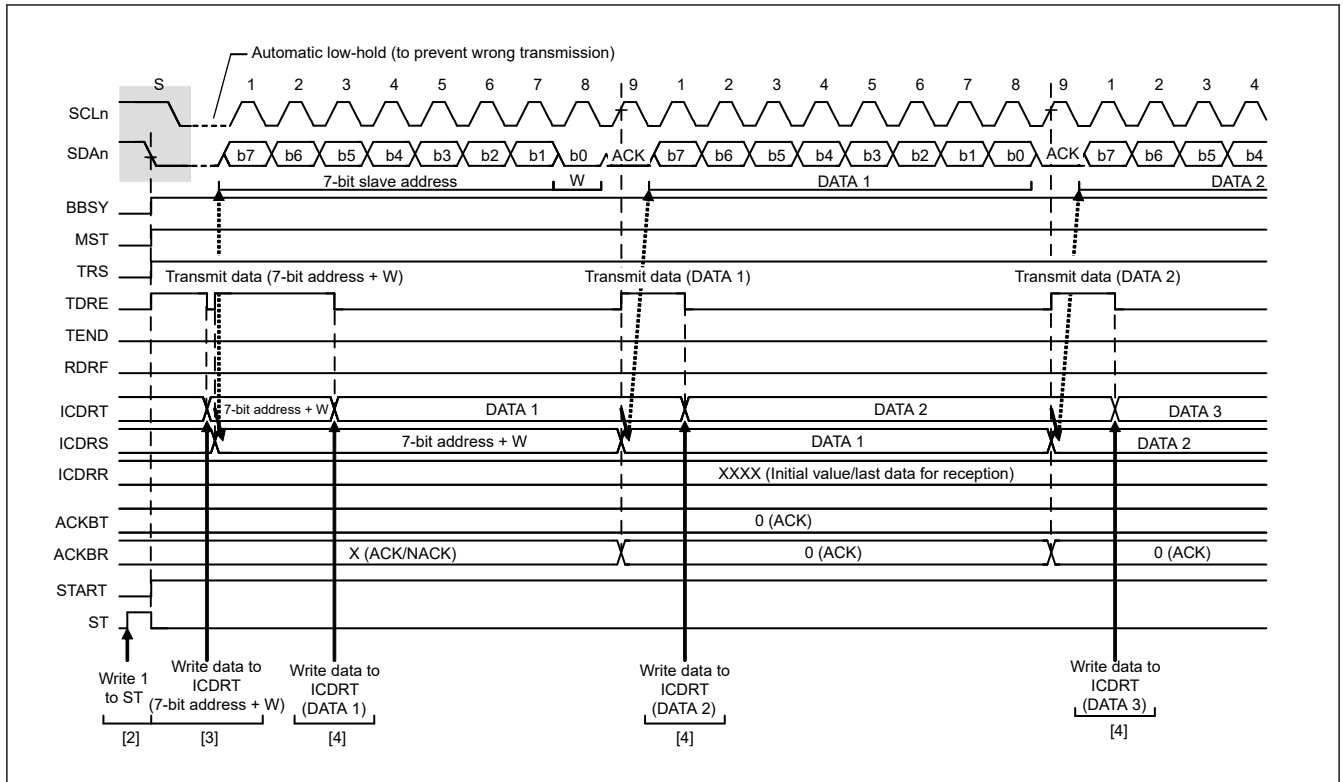 Automatic low-hold (to prevent wrong transmission)
S 1 2 3 4 5 6 7 8 9 1 2 3 4 5 6 7 8 9 1 2 3 4
SCLn
SDAn b7 b6 b5 b4 b3 b2 b1 b0 ACK b7 b6 b5 b4 b3 b2 b1 b0 ACK b7 b6 b5 b4
7-bit slave address W DATA 1 DATA 2
BBSY
MST
TRS
Transmit data (7-bit address + W) Transmit data (DATA 1) Transmit data (DATA 2)
TDRE
TEND
RDRF
ICDRT 7-bit address + W DATA 1 DATA 2 DATA 3
ICDRS 7-bit address + W DATA 1 DATA 2
ICDRR XXXX (Initial value/last data for reception)
ACKBT 0 (ACK)
ACKBR X (ACK/NACK) 0 (ACK) 0 (ACK)
START
ST
Write 1
to ST
[2]
Write data to
ICDRT
(7-bit address + W)
[3]
Write data to
ICDRT
(DATA 1)
[4]
Write data to
ICDRT
(DATA 2)
[4]
Write data to
ICDRT
(DATA 3)
[4]